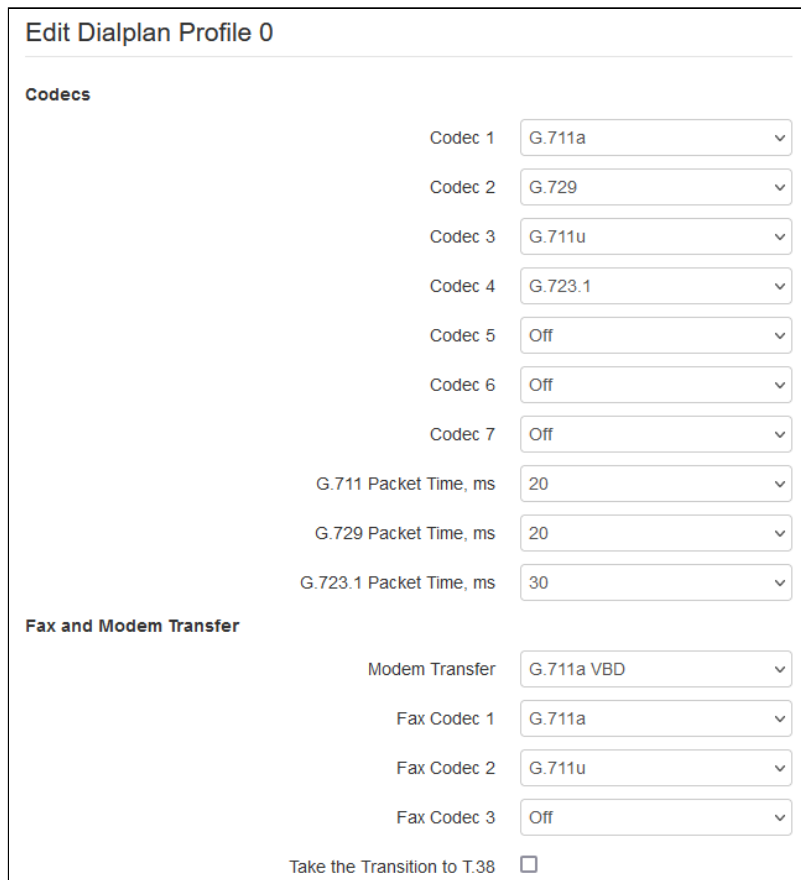 Edit Dialplan Profile 0
Codecs
Codec 1 G.711a
Codec 2 G.729
Codec 3 G.711u
Codec 4 G.723.1
Codec 5 Off
Codec 6 Off
Codec 7 Off
G.711 Packet Time, ms 20
G.729 Packet Time, ms 20
G.723.1 Packet Time, ms 30
Fax and Modem Transfer
Modem Transfer G.711a VBD
Fax Codec 1 G.711a
Fax Codec 2 G.711u
Fax Codec 3 Off
Take the Transition to T.38